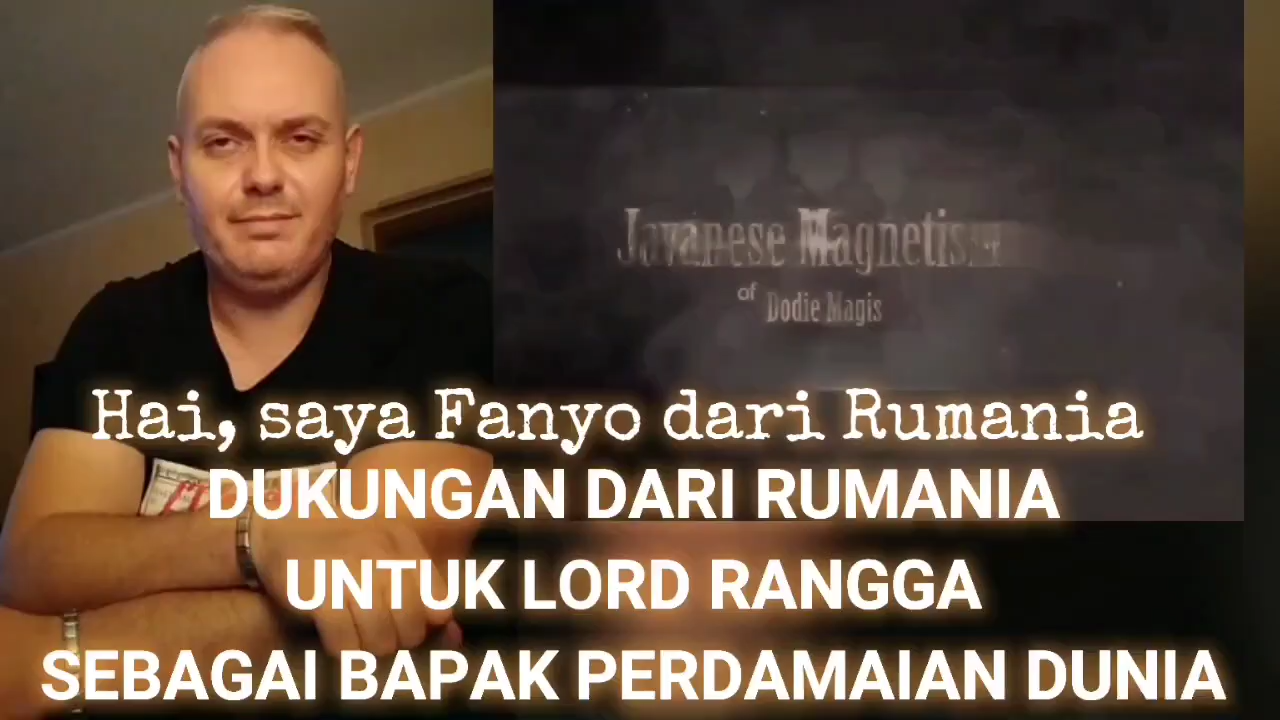 Javanese Magnetism
of Dodie Magis
Hai, saya Fanyo dari Rumania
DUKUNGAN DARI RUMANIA
UNTUK LORD RANGGA
SEBAGAI BAPAK PERDAMAIAN DUNIA